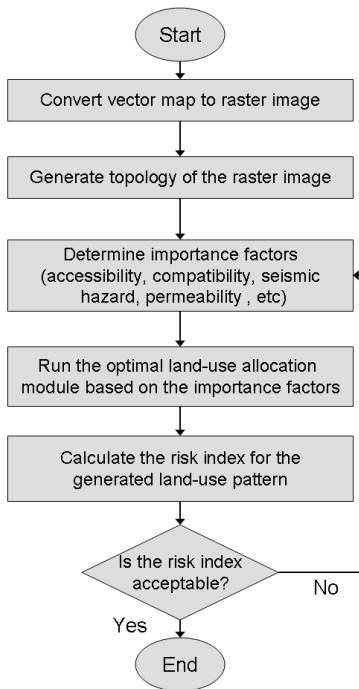 Start
Convert vector map to raster image
Generate topology of the raster image
Determine importance factors
(accessibility, compatibility, seismic
hazard, permeability , etc)
Run the optimal land-use allocation
module based on the importance factors
Calculate the risk index for the
generated land-use pattern
Is the risk index
acceptable?
No
Yes
End